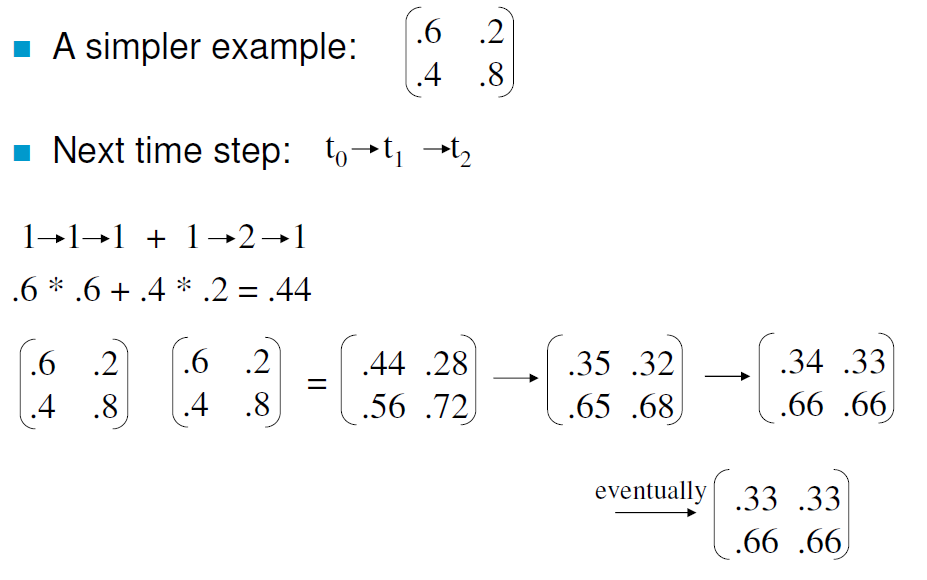 A simpler example: (.6 .2
.4 .8)
Next time step: t₀→t₁ →t₂
1→1→1 + 1→2→1
.6 * .6 + .4 * .2 = .44
(.6 .2 (.6 .2 = (.44 .28 → (.35 .32 → (.34 .33
.4 .8) .4 .8) .56 .72) .65 .68) .66 .66)
eventually → (.33 .33
.66 .66)